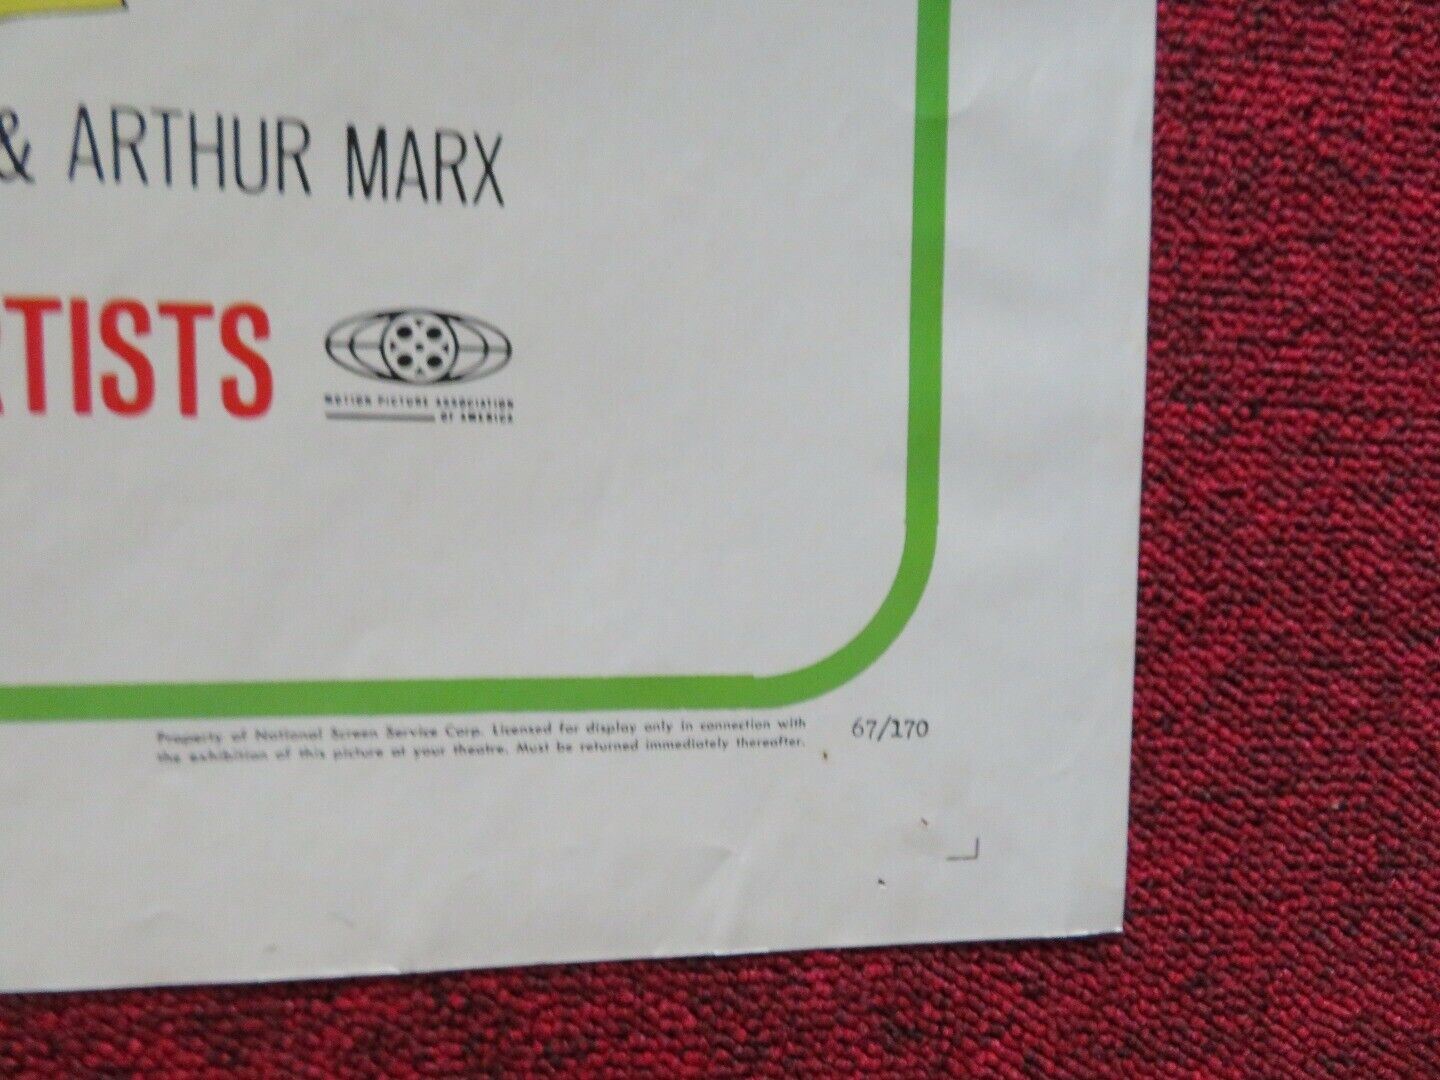 & ARTHUR MARX
RTISTS
MOTION PICTURE ASSOCIATION
OF AMERICA
Property of National Screen Service Corp. Licensed for display only in connection with
the exhibition of this picture at your theatre. Must be returned immediately thereafter.
67/170